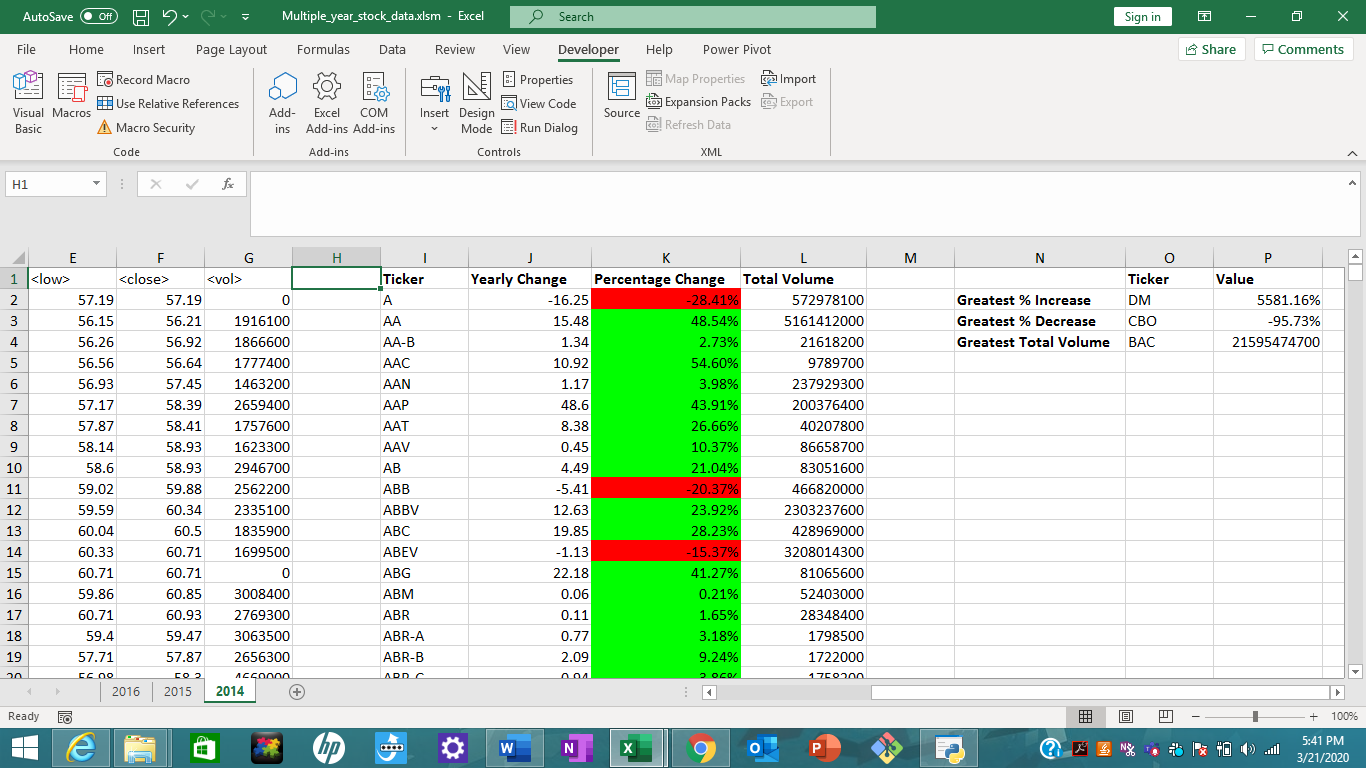 AutoSave Off Multiple_year_stock_data.xlsm - Excel Search Sign in
File Home Insert Page Layout Formulas Data Review View Developer Help Power Pivot Share Comments
Visual Basic Macros Record Macro Use Relative References Macro Security
Add-ins Excel Add-ins COM Add-ins
Insert Design Mode Properties View Code Run Dialog
Source Map Properties Expansion Packs Refresh Data Import Export
Code Add-ins Controls XML
H1 fx
E F G H I J K L M N O P
1 <low> <close> <vol> Ticker Yearly Change Percentage Change Total Volume Ticker Value
2 57.19 57.19 0 A -16.25 -28.41% 572978100 Greatest % Increase DM 5581.16%
3 56.15 56.21 1916100 AA 15.48 48.54% 5161412000 Greatest % Decrease CBO -95.73%
4 56.26 56.92 1866600 AA-B 1.34 2.73% 21618200 Greatest Total Volume BAC 21595474700
5 56.56 56.64 1777400 AAC 10.92 54.60% 9789700
6 56.93 57.45 1463200 AAN 1.17 3.98% 237929300
7 57.17 58.39 2659400 AAP 48.6 43.91% 200376400
8 57.87 58.41 1757600 AAT 8.38 26.66% 40207800
9 58.14 58.93 1623300 AAV 0.45 10.37% 86658700
10 58.6 58.93 2946700 AB 4.49 21.04% 83051600
11 59.02 59.88 2562200 ABB -5.41 -20.37% 466820000
12 59.59 60.34 2335100 ABBV 12.63 23.92% 2303237600
13 60.04 60.5 1835900 ABC 19.85 28.23% 428969000
14 60.33 60.71 1699500 ABEV -1.13 -15.37% 3208014300
15 60.71 60.71 0 ABG 22.18 41.27% 81065600
16 59.86 60.85 3008400 ABM 0.06 0.21% 52403000
17 60.71 60.93 2769300 ABR 0.11 1.65% 28348400
18 59.4 59.47 3063500 ABR-A 0.77 3.18% 1798500
19 57.71 57.87 2656300 ABR-B 2.09 9.24% 1722000
2016 2015 2014
Ready 100%
5:41 PM
3/21/2020